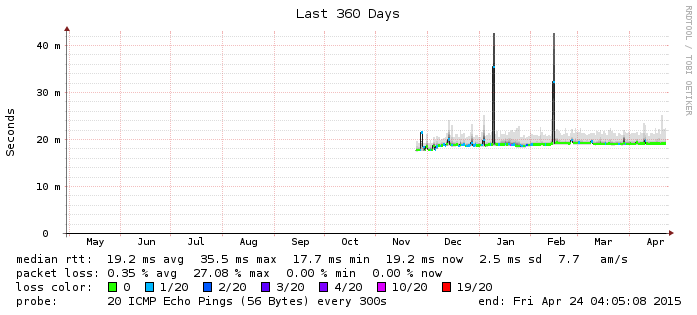 Last 360 Days
RRDTOOL / TOBI OETIKER
Seconds
40 m
30 m
20 m
10 m
0
May Jun Jul Aug Sep Oct Nov Dec Jan Feb Mar Apr
median rtt: 19.2 ms avg 35.5 ms max 17.7 ms min 19.2 ms now 2.5 ms sd 7.7 am/s
packet loss: 0.35 % avg 27.08 % max 0.00 % min 0.00 % now
loss color: 0 1/20 2/20 3/20 4/20 10/20 19/20
probe: 20 ICMP Echo Pings (56 Bytes) every 300s end: Fri Apr 24 04:05:08 2015